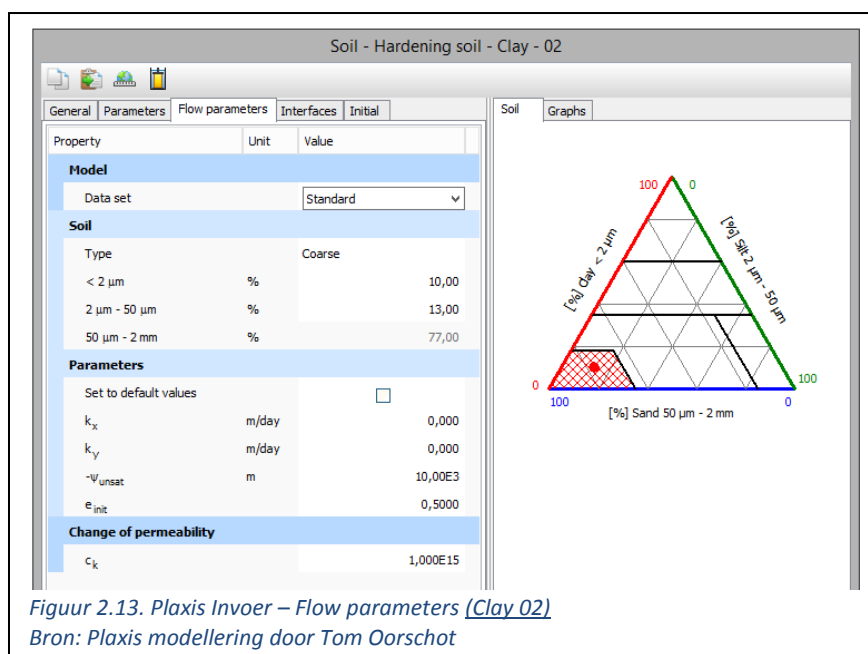 Soil - Hardening soil - Clay - 02
General Parameters Flow parameters Interfaces Initial
Property Unit Value
Model
Data set Standard
Soil
Type Coarse
< 2 μm % 10,00
2 μm - 50 μm % 13,00
50 μm - 2 mm % 77,00
Parameters
Set to default values
kx m/day 0,000
ky m/day 0,000
-Ψunsat m 10,00E3
einit 0,5000
Change of permeability
ck 1,000E15
Soil Graphs
100 0
[%] Clay < 2 μm
[%] Silt 2 μm - 50 μm
0 100
100 0
[%] Sand 50 μm - 2 mm
Figuur 2.13. Plaxis Invoer – Flow parameters (Clay 02)
Bron: Plaxis modellering door Tom Oorschot